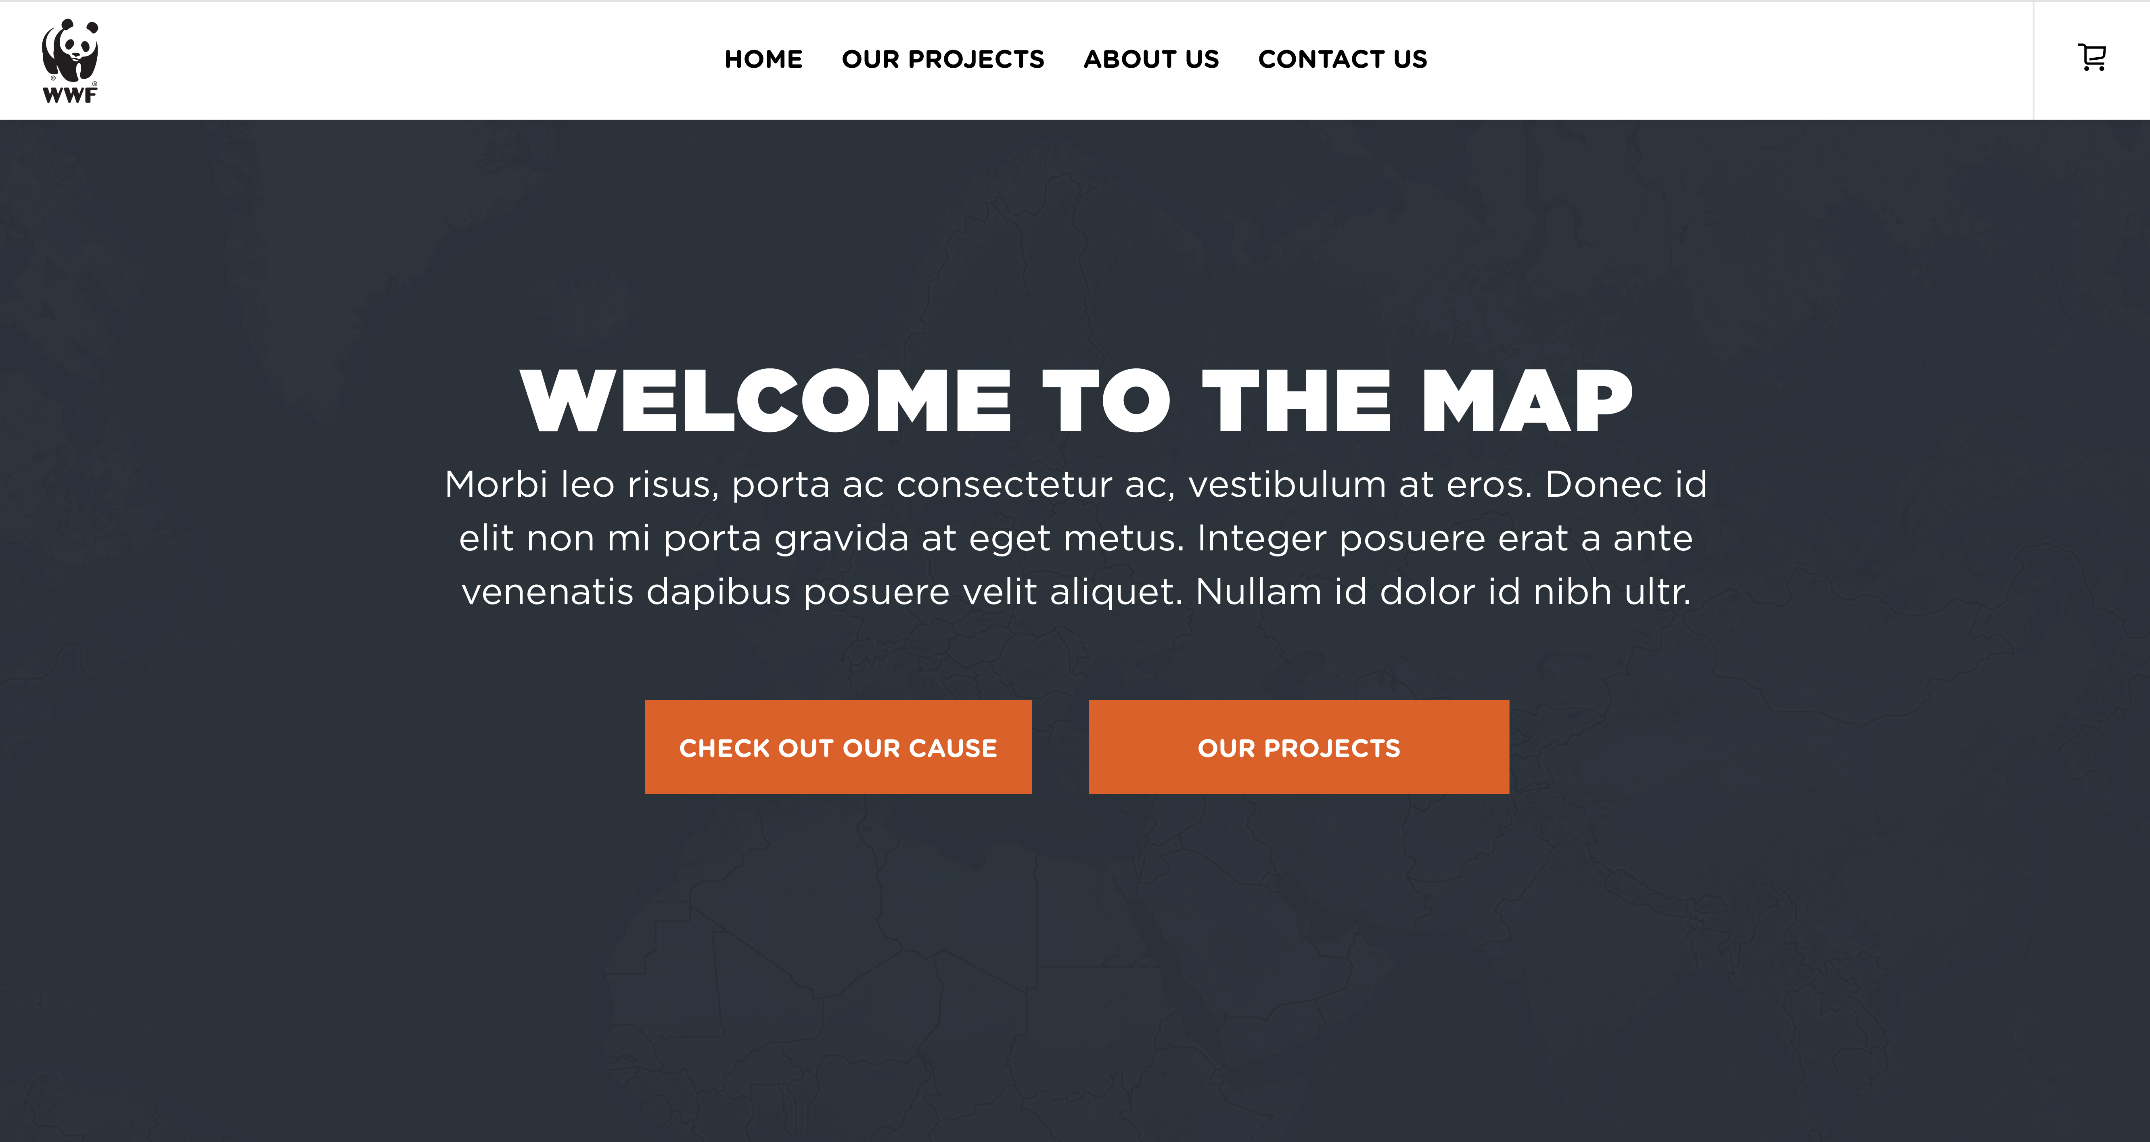 WWF
HOME OUR PROJECTS ABOUT US CONTACT US
WELCOME TO THE MAP
Morbi leo risus, porta ac consectetur ac, vestibulum at eros. Donec id
elit non mi porta gravida at eget metus. Integer posuere erat a ante
venenatis dapibus posuere velit aliquet. Nullam id dolor id nibh ultr.
CHECK OUT OUR CAUSE OUR PROJECTS